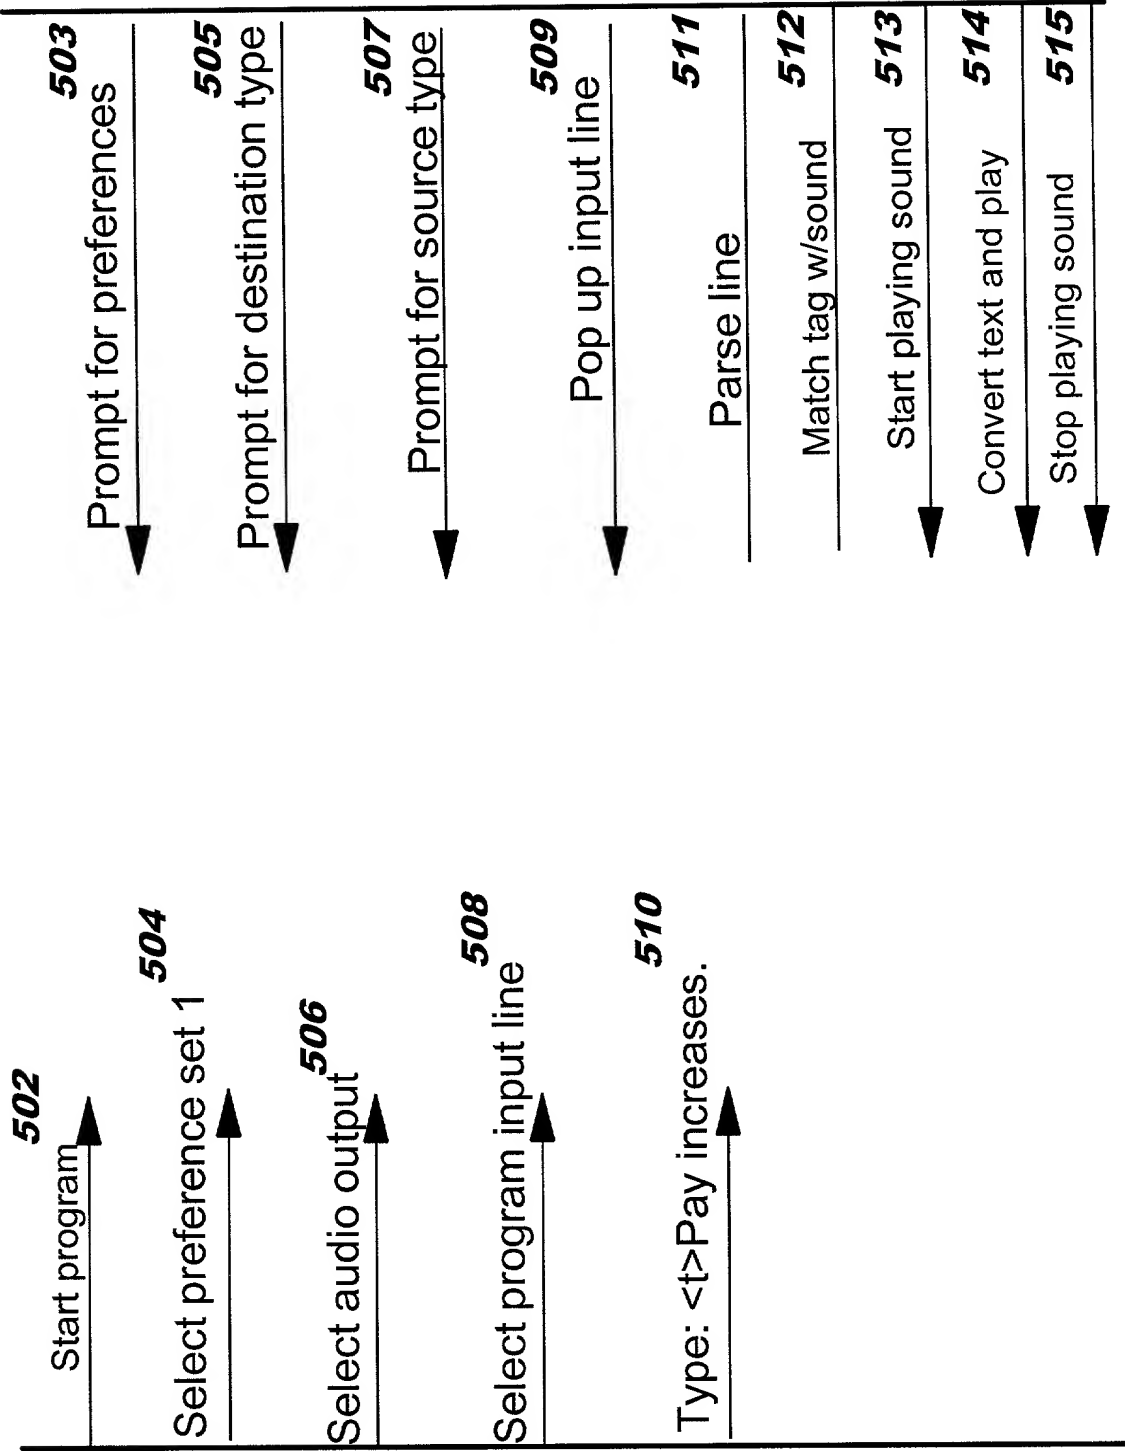 502
Start program
503
Prompt for preferences
504
Select preference set 1
505
Prompt for destination type
506
Select audio output
507
Prompt for source type
508
Select program input line
509
Pop up input line
510
Type: <t>Pay increases.
511
Parse line
512
Match tag w/sound
513
Start playing sound
514
Convert text and play
515
Stop playing sound